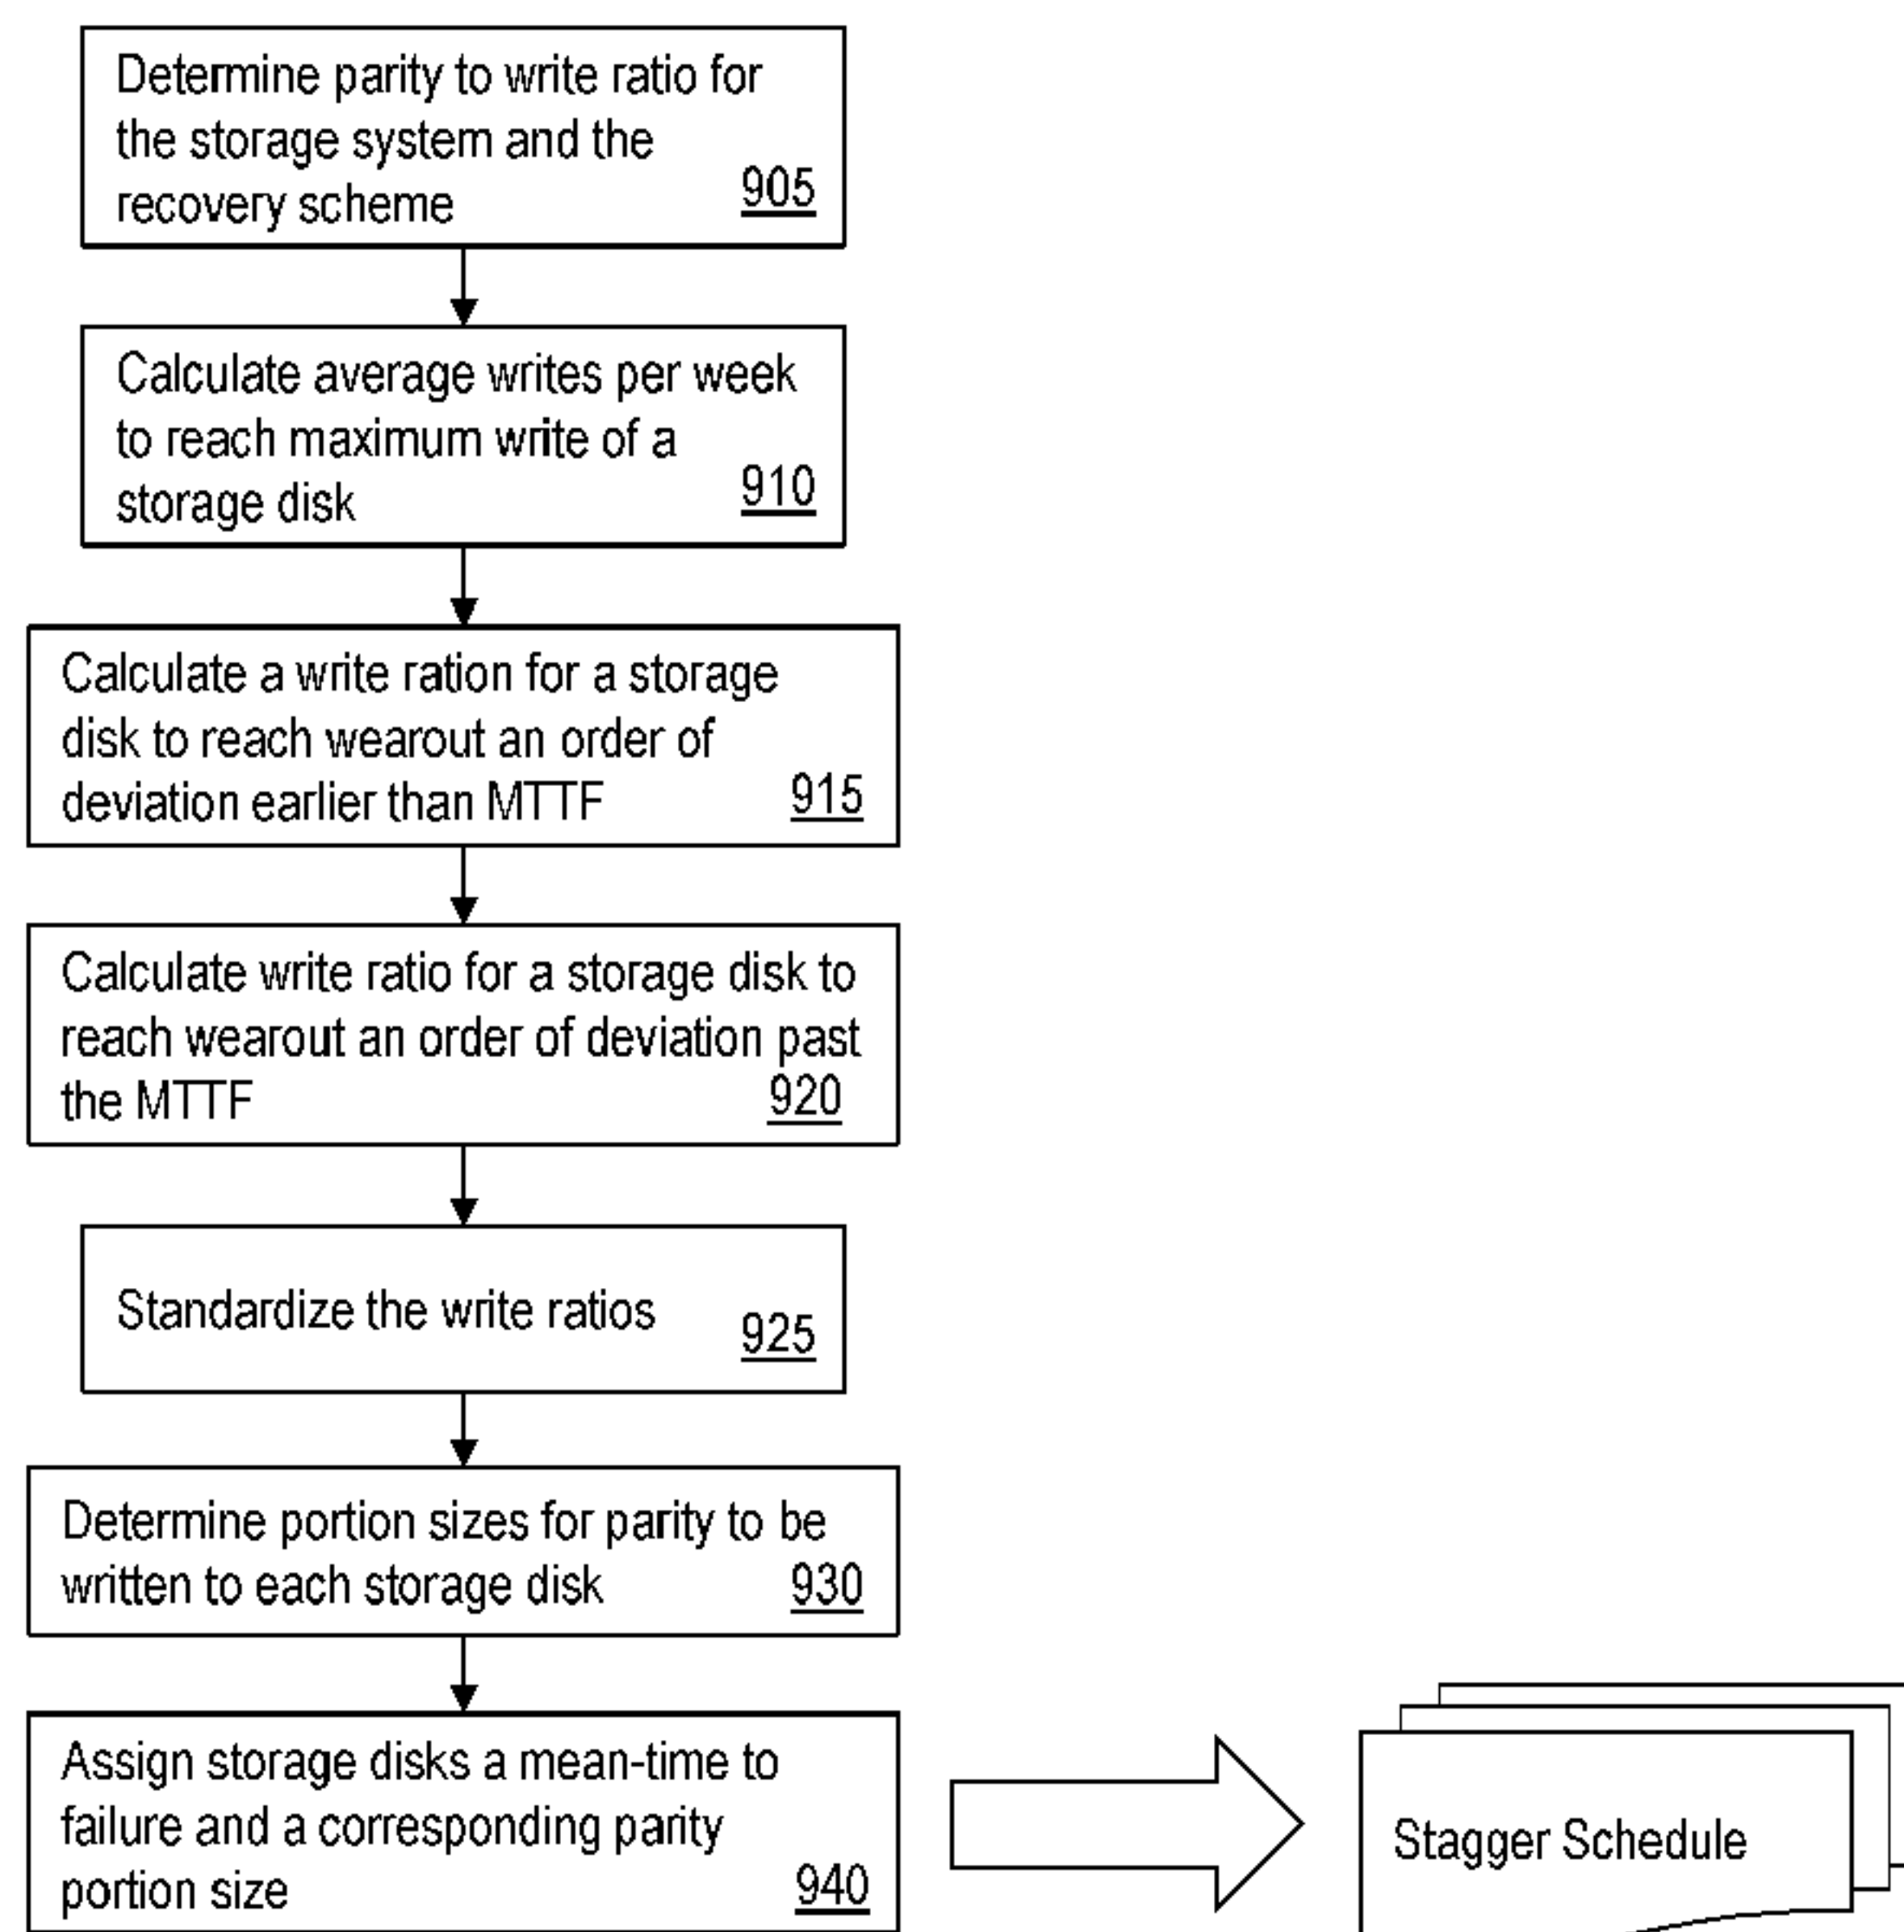 Determine parity to write ratio for
the storage system and the
recovery scheme
905
Calculate average writes per week
to reach maximum write of a
storage disk
910
Calculate a write ration for a storage
disk to reach wearout an order of
deviation earlier than MTTF
915
Calculate write ratio for a storage disk to
reach wearout an order of deviation past
the MTTF
920
Standardize the write ratios
925
Determine portion sizes for parity to be
written to each storage disk
930
Assign storage disks a mean-time to
failure and a corresponding parity
portion size
940
Stagger Schedule